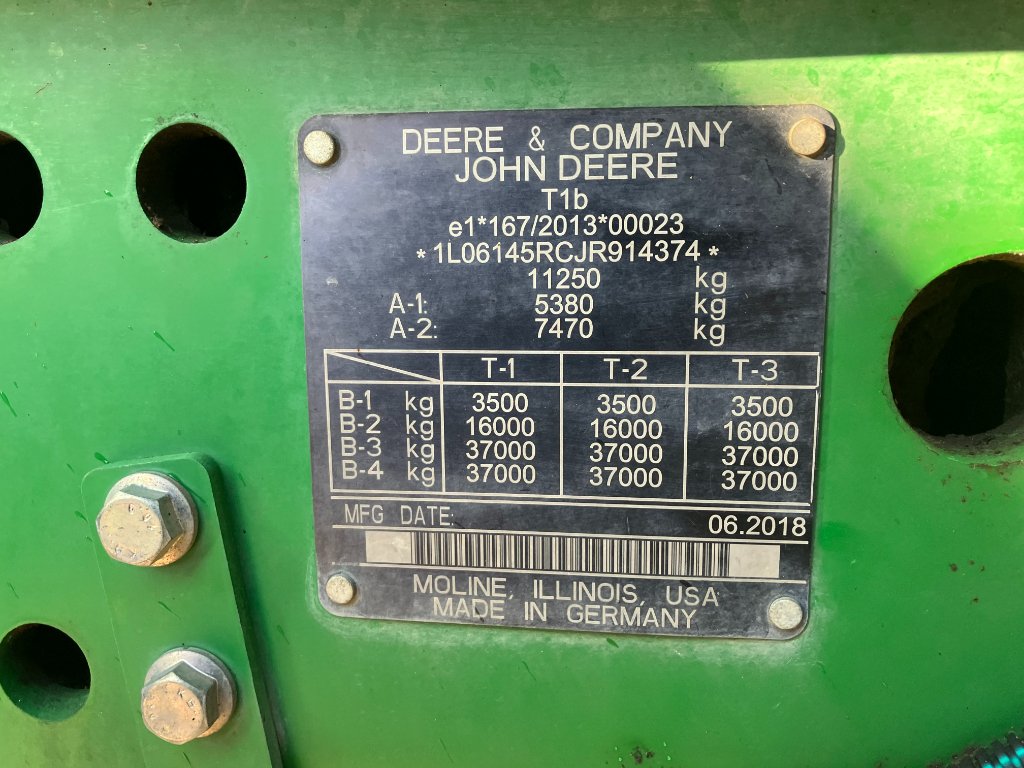 DEERE & COMPANY
JOHN DEERE
T1b
e1*167/2013*00023
*1L06145RCJR914374*
11250 kg
A-1: 5380 kg
A-2: 7470 kg
T-1 T-2 T-3
B-1 kg 3500 3500 3500
B-2 kg 16000 16000 16000
B-3 kg 37000 37000 37000
B-4 kg 37000 37000 37000
MFG DATE: 06.2018
MOLINE, ILLINOIS, USA
MADE IN GERMANY